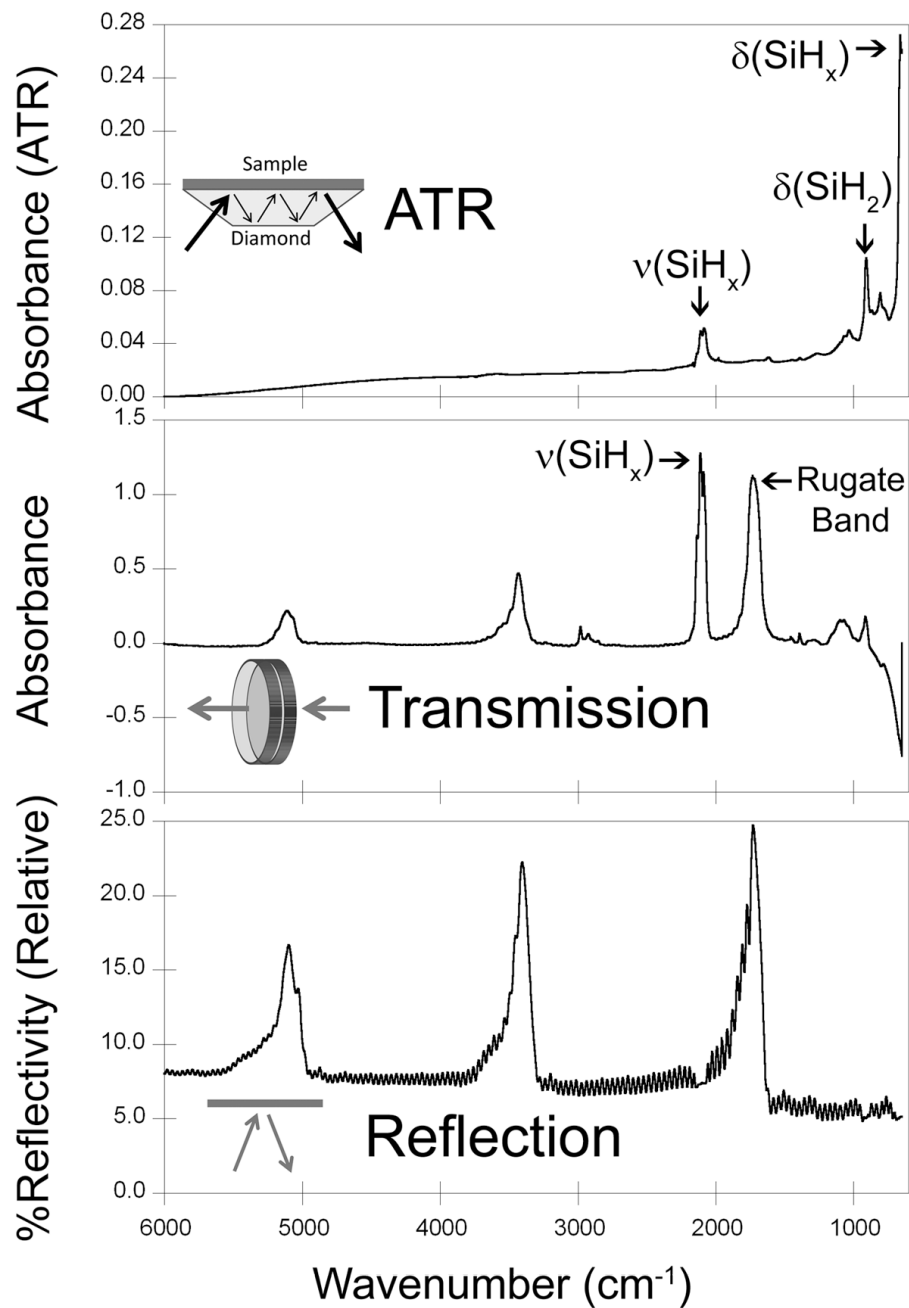 Absorbance (ATR)
0.28
0.24
0.20
0.16
0.12
0.08
0.04
0.00
Sample
Diamond
ATR
δ(SiHx)
δ(SiH2)
ν(SiHx)
Absorbance
1.5
1.0
0.5
0.0
-0.5
-1.0
ν(SiHx)
Rugate
Band
Transmission
%Reflectivity (Relative)
25.0
20.0
15.0
10.0
5.0
0.0
Reflection
6000 5000 4000 3000 2000 1000
Wavenumber (cm-1)